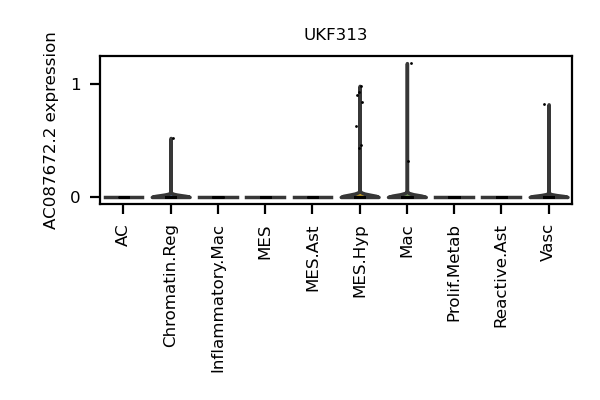 UKF313
AC087672.2 expression
1
0
AC
Chromatin.Reg
Inflammatory.Mac
MES
MES.Ast
MES.Hyp
Mac
Prolif.Metab
Reactive.Ast
Vasc